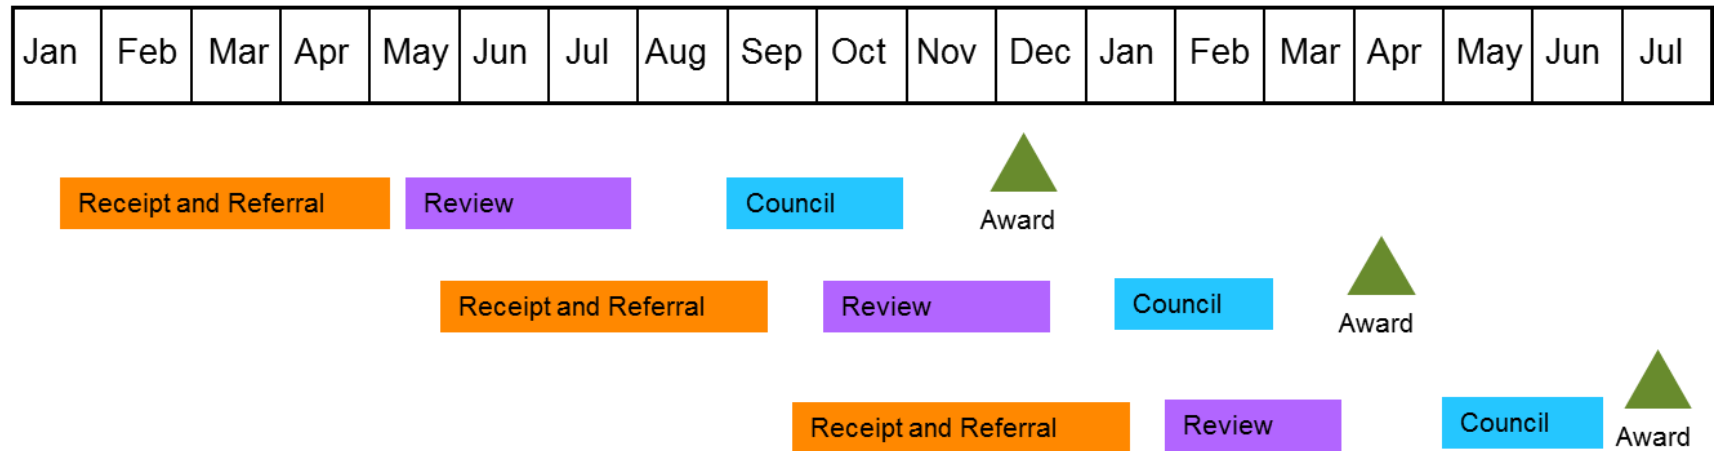 Jan Feb Mar Apr May Jun Jul Aug Sep Oct Nov Dec Jan Feb Mar Apr May Jun Jul
Receipt and Referral Review Council Award
Receipt and Referral Review Council Award
Receipt and Referral Review Council Award